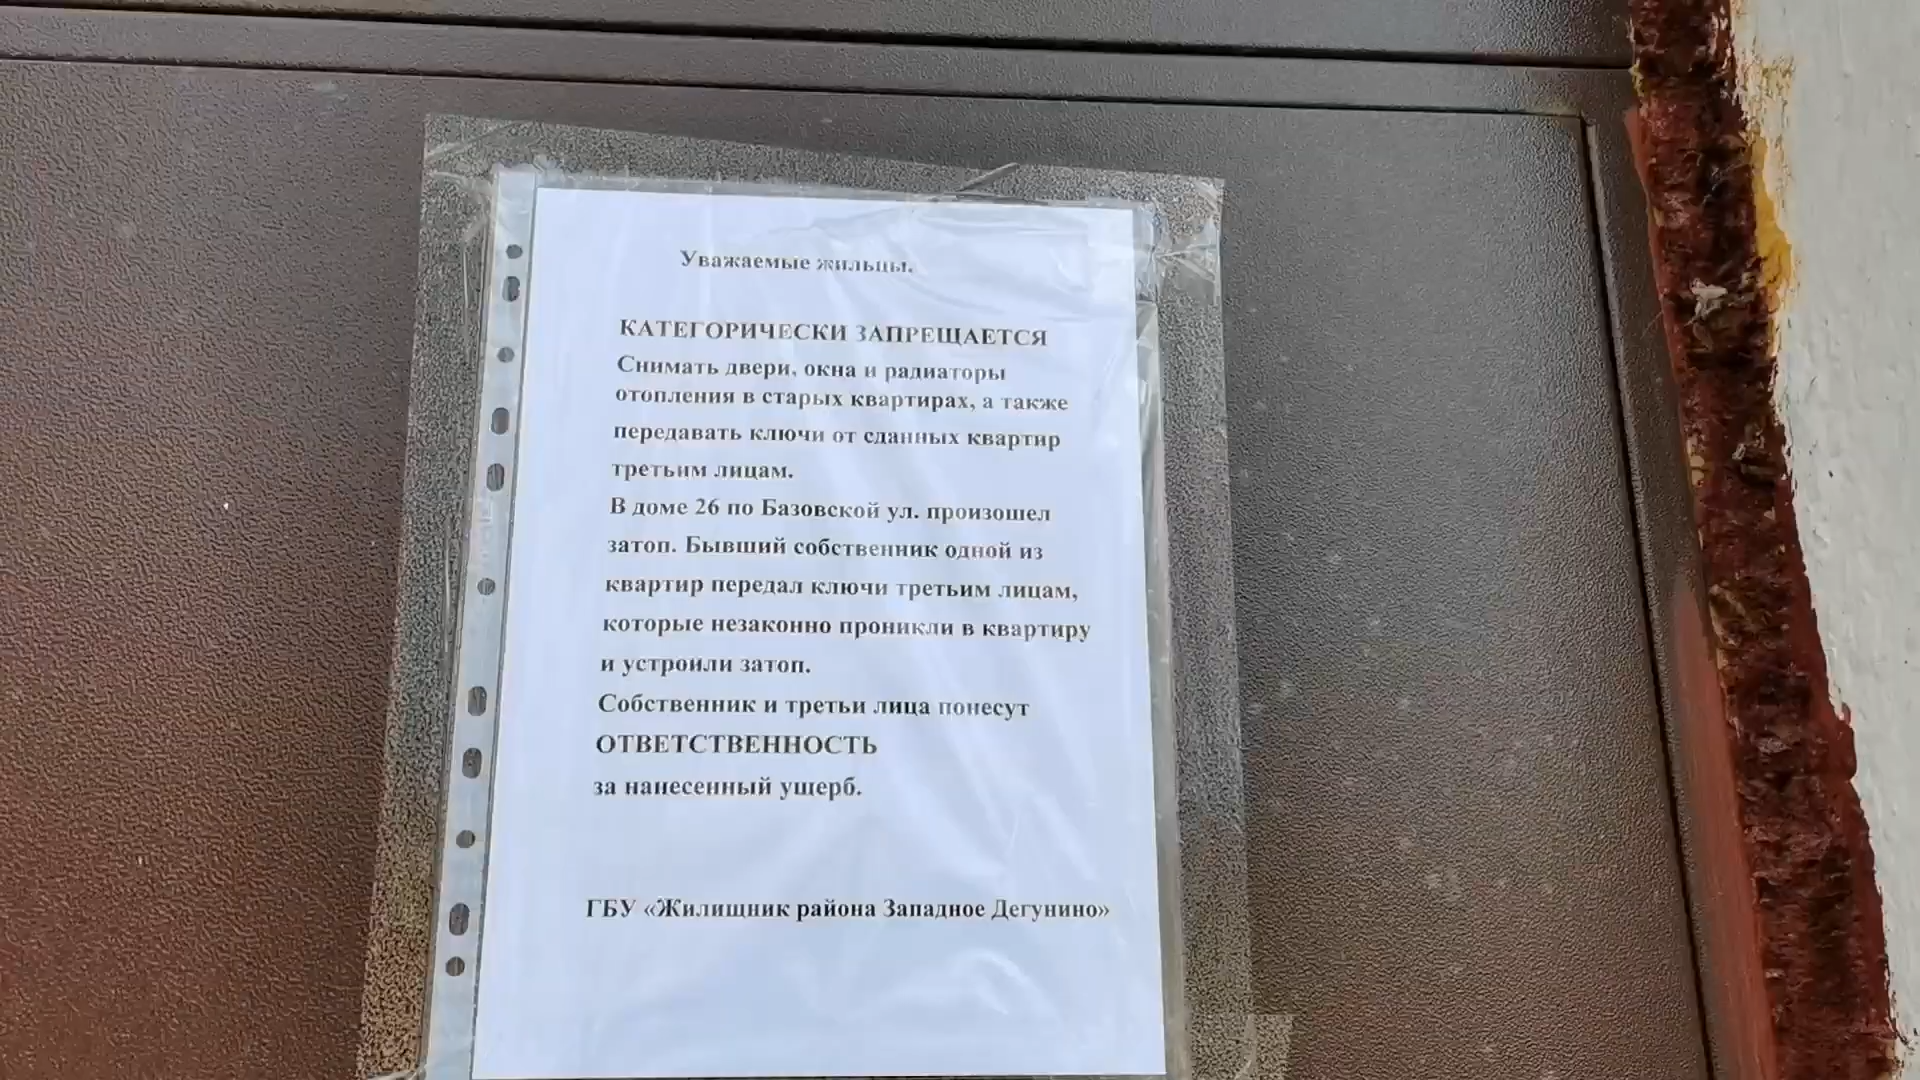 Уважаемые жильцы.
КАТЕГОРИЧЕСКИ ЗАПРЕЩАЕТСЯ
Снимать двери, окна и радиаторы
отопления в старых квартирах, а также
передавать ключи от сданных квартир
третьим лицам.
В доме 26 по Базовской ул. произошел
затоп. Бывший собственник одной из
квартир передал ключи третьим лицам,
которые незаконно проникли в квартиру
и устроили затоп.
Собственник и третьи лица понесут
ОТВЕТСТВЕННОСТЬ
за нанесенный ущерб.
ГБУ «Жилищник района Западное Дегунино»